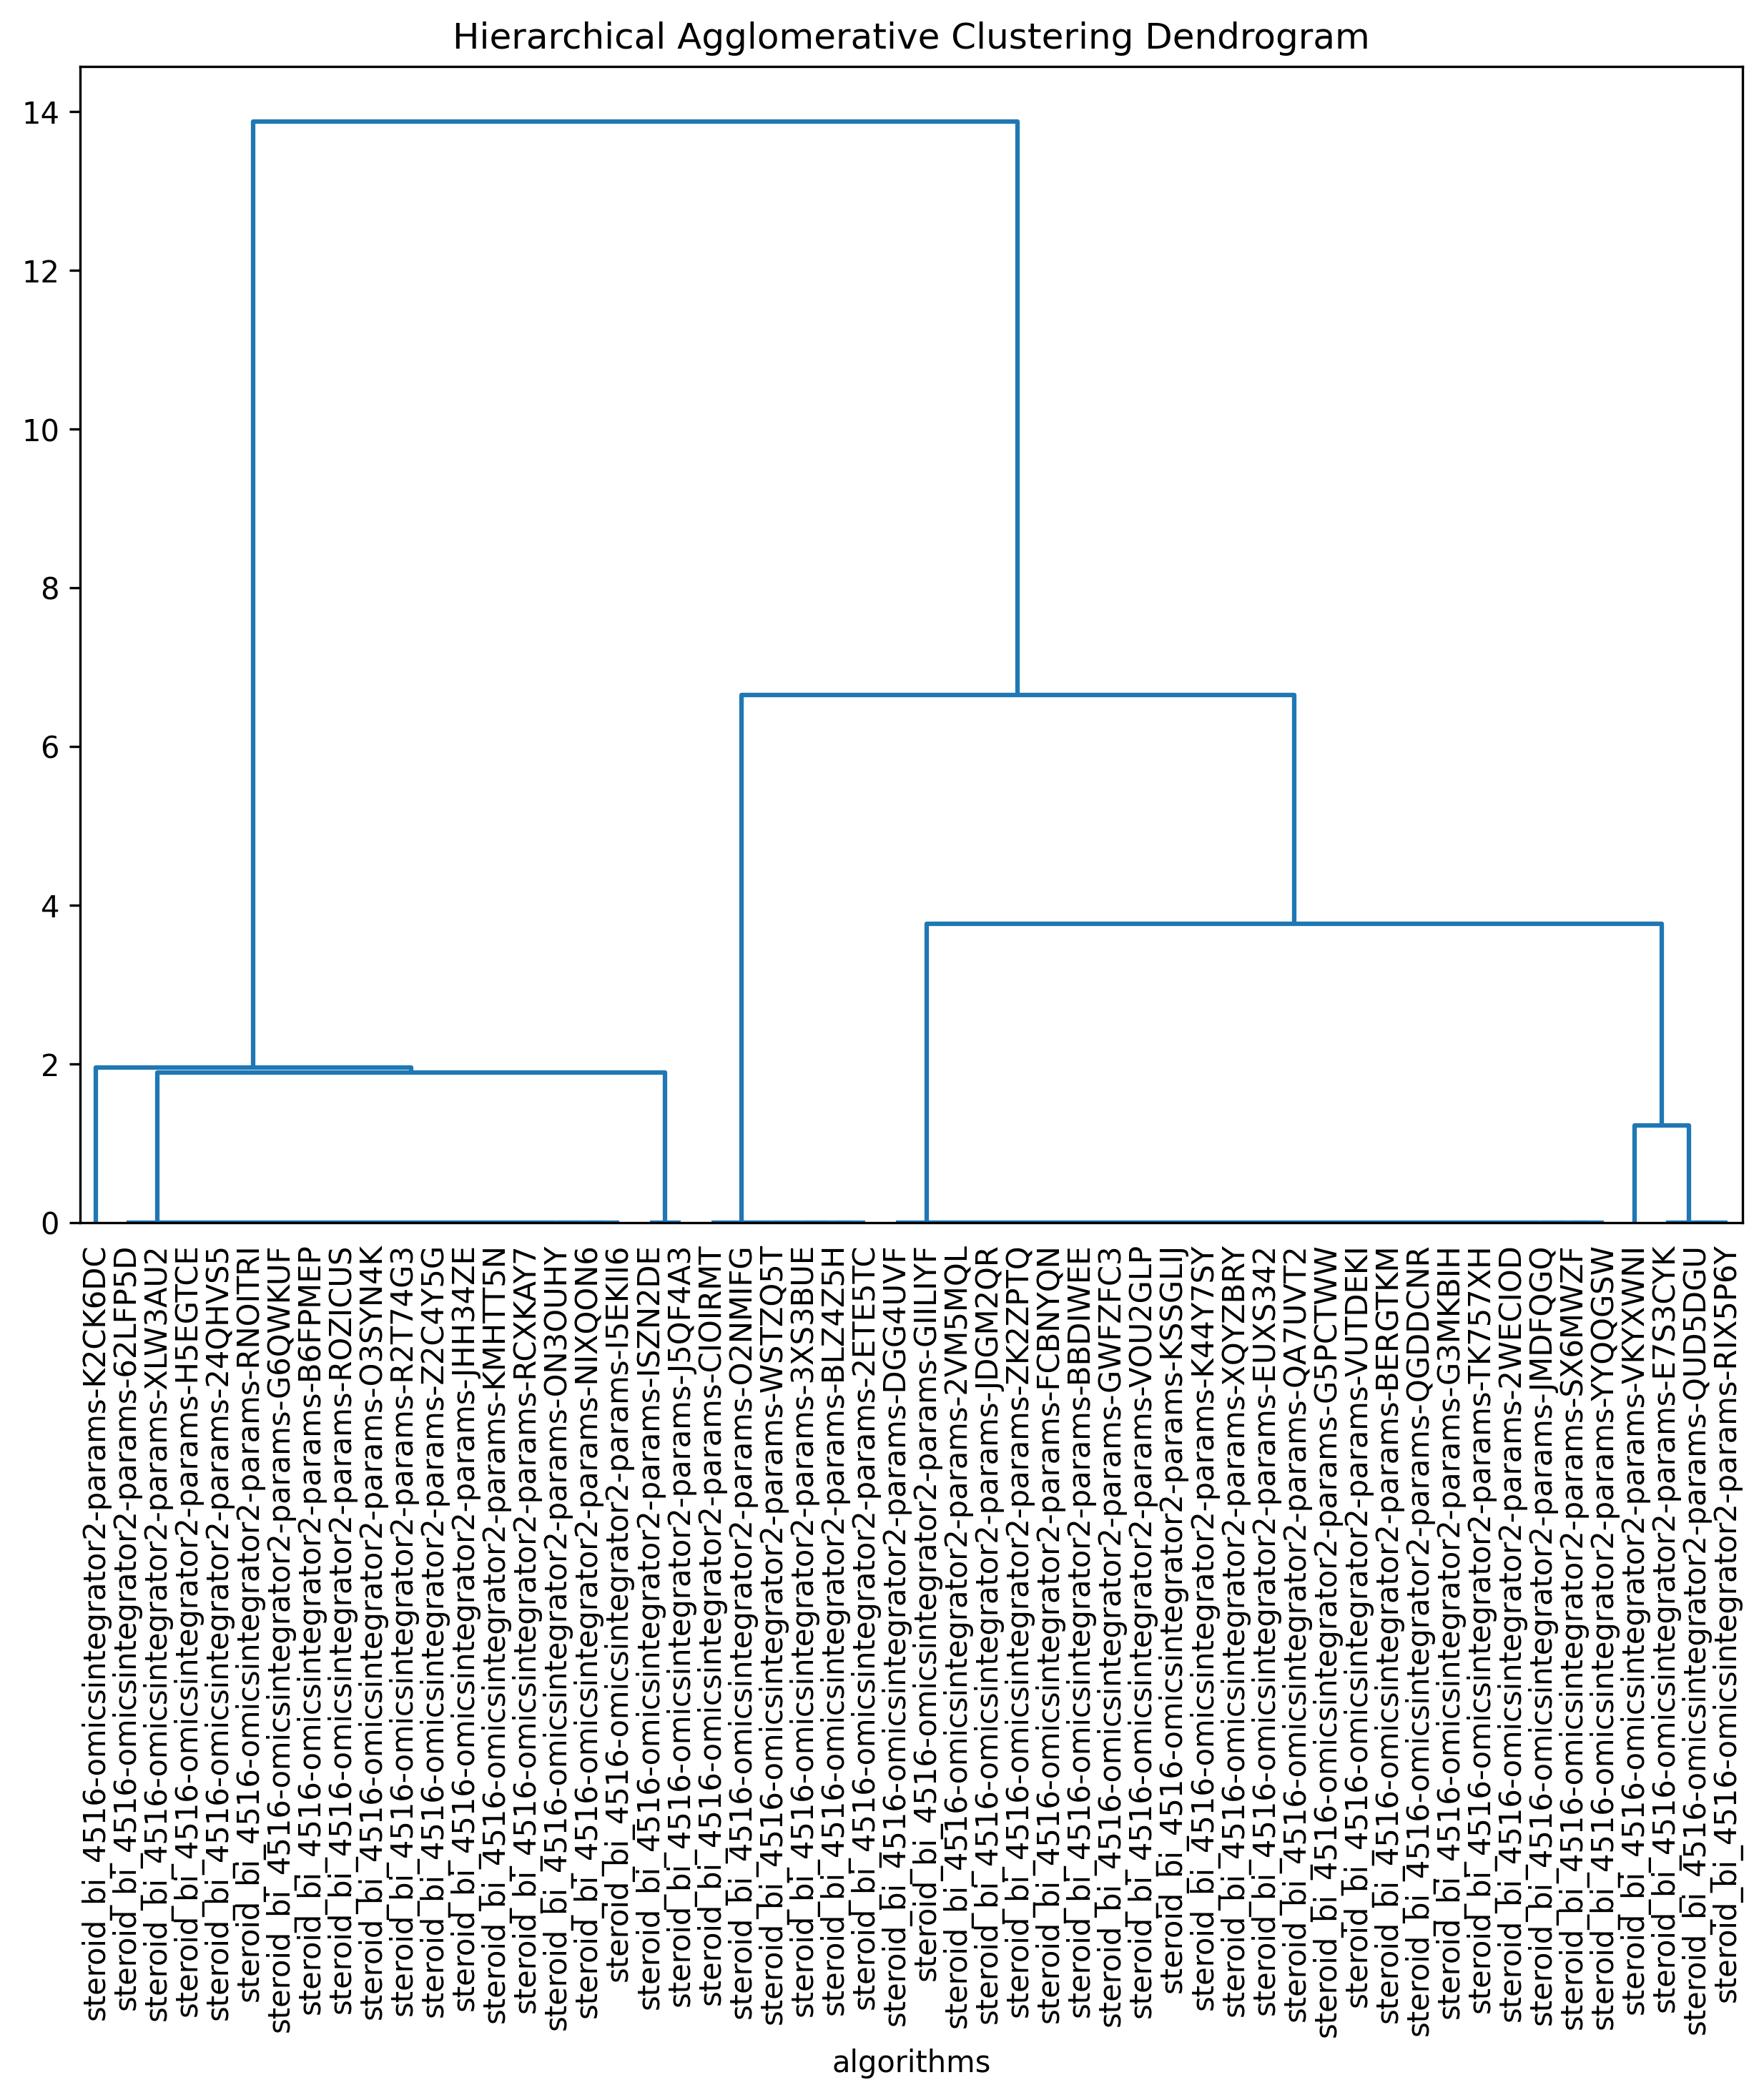 Hierarchical Agglomerative Clustering Dendrogram
14
12
10
8
6
4
2
0
steroid_bi_4516-omicsintegrator2-params-K2CK6DC
steroid_bi_4516-omicsintegrator2-params-62LFP5D
steroid_bi_4516-omicsintegrator2-params-XLW3AU2
steroid_bi_4516-omicsintegrator2-params-H5EGTCE
steroid_bi_4516-omicsintegrator2-params-24QHVS5
steroid_bi_4516-omicsintegrator2-params-RNOITRI
steroid_bi_4516-omicsintegrator2-params-G6QWKUF
steroid_bi_4516-omicsintegrator2-params-B6FPMEP
steroid_bi_4516-omicsintegrator2-params-ROZICUS
steroid_bi_4516-omicsintegrator2-params-O3SYN4K
steroid_bi_4516-omicsintegrator2-params-R2T74G3
steroid_bi_4516-omicsintegrator2-params-Z2C4Y5G
steroid_bi_4516-omicsintegrator2-params-JHH34ZE
steroid_bi_4516-omicsintegrator2-params-KMHTT5N
steroid_bi_4516-omicsintegrator2-params-RCXKAY7
steroid_bi_4516-omicsintegrator2-params-ON3OUHY
steroid_bi_4516-omicsintegrator2-params-NIXQON6
steroid_bi_4516-omicsintegrator2-params-I5EKII6
steroid_bi_4516-omicsintegrator2-params-ISZN2DE
steroid_bi_4516-omicsintegrator2-params-J5QF4A3
steroid_bi_4516-omicsintegrator2-params-CIOIRMT
steroid_bi_4516-omicsintegrator2-params-O2NMIFG
steroid_bi_4516-omicsintegrator2-params-WSTZQ5T
steroid_bi_4516-omicsintegrator2-params-3XS3BUE
steroid_bi_4516-omicsintegrator2-params-BLZ4Z5H
steroid_bi_4516-omicsintegrator2-params-2ETE5TC
steroid_bi_4516-omicsintegrator2-params-DGG4UVF
steroid_bi_4516-omicsintegrator2-params-GIILIYF
steroid_bi_4516-omicsintegrator2-params-2VM5MQL
steroid_bi_4516-omicsintegrator2-params-JDGM2QR
steroid_bi_4516-omicsintegrator2-params-ZK2ZPTQ
steroid_bi_4516-omicsintegrator2-params-FCBNYQN
steroid_bi_4516-omicsintegrator2-params-BBDIWEE
steroid_bi_4516-omicsintegrator2-params-GWFZFC3
steroid_bi_4516-omicsintegrator2-params-VOU2GLP
steroid_bi_4516-omicsintegrator2-params-KSSGLIJ
steroid_bi_4516-omicsintegrator2-params-K44Y7SY
steroid_bi_4516-omicsintegrator2-params-XQYZBRY
steroid_bi_4516-omicsintegrator2-params-EUXS342
steroid_bi_4516-omicsintegrator2-params-QA7UVT2
steroid_bi_4516-omicsintegrator2-params-G5PCTWW
steroid_bi_4516-omicsintegrator2-params-VUTDEKI
steroid_bi_4516-omicsintegrator2-params-BERGTKM
steroid_bi_4516-omicsintegrator2-params-QGDDCNR
steroid_bi_4516-omicsintegrator2-params-G3MKBIH
steroid_bi_4516-omicsintegrator2-params-TK757XH
steroid_bi_4516-omicsintegrator2-params-2WECIOD
steroid_bi_4516-omicsintegrator2-params-JMDFQGQ
steroid_bi_4516-omicsintegrator2-params-SX6MWZF
steroid_bi_4516-omicsintegrator2-params-YYQQGSW
steroid_bi_4516-omicsintegrator2-params-VKYXWNI
steroid_bi_4516-omicsintegrator2-params-E7S3CYK
steroid_bi_4516-omicsintegrator2-params-QUD5DGU
steroid_bi_4516-omicsintegrator2-params-RIX5P6Y
algorithms